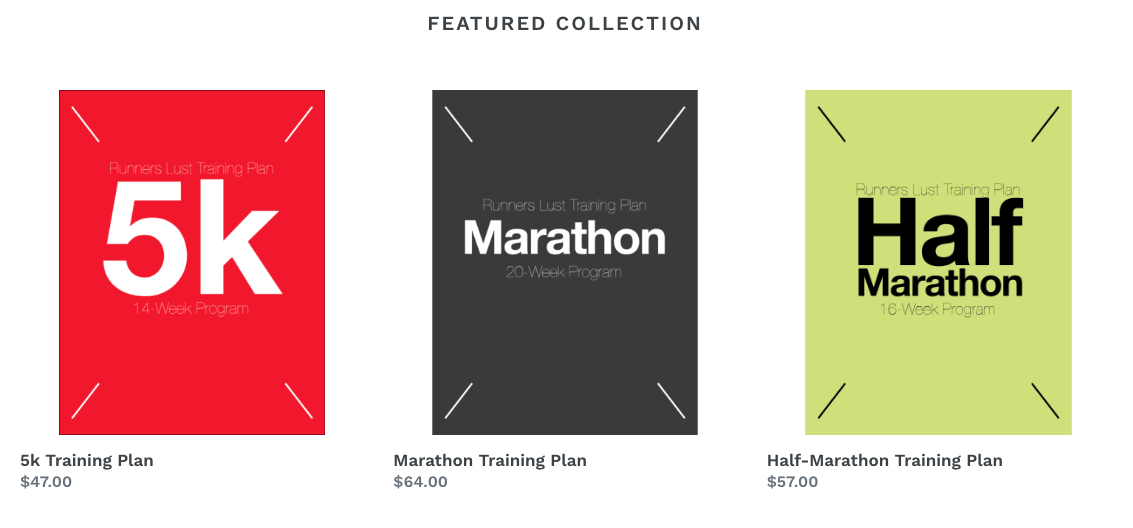 FEATURED COLLECTION
Runners Lust Training Plan
5k
14-Week Program
Runners Lust Training Plan
Marathon
20-Week Program
Runners Lust Training Plan
Half
Marathon
16-Week Program
5k Training Plan
$47.00
Marathon Training Plan
$64.00
Half-Marathon Training Plan
$57.00